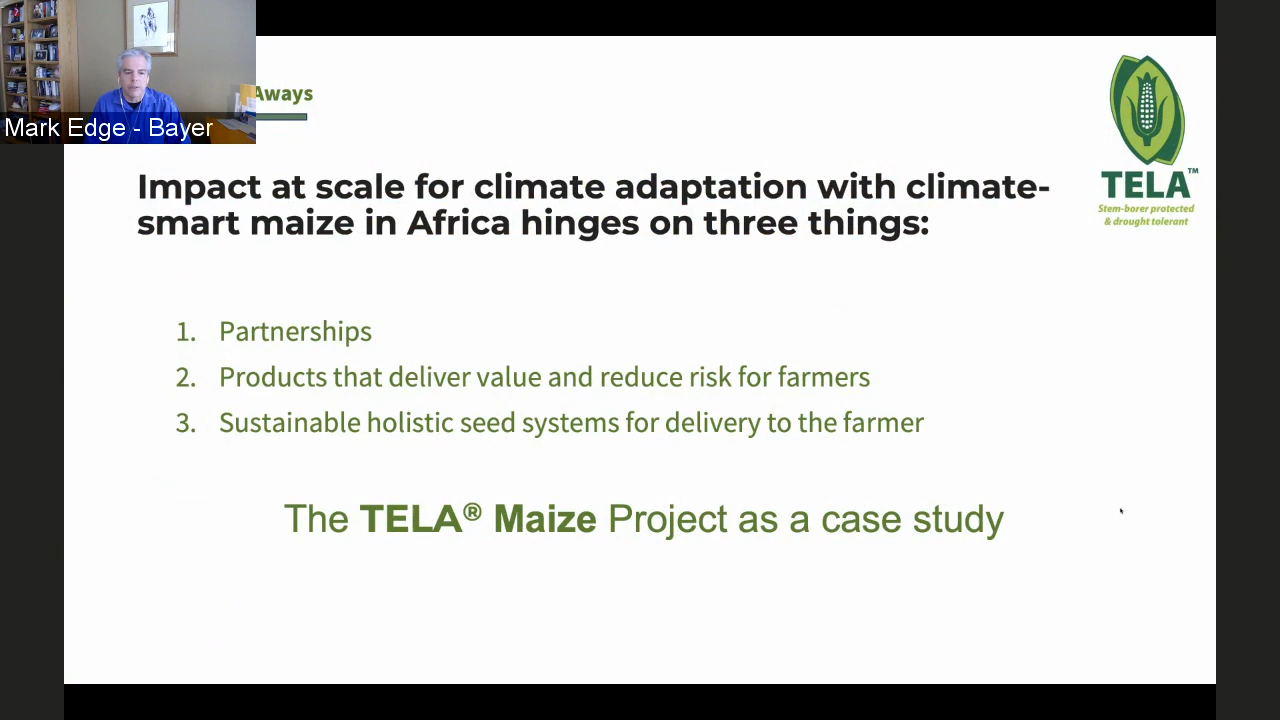 Aways
Mark Edge - Bayer
TELA™
Stem-borer protected
& drought tolerant
Impact at scale for climate adaptation with climate-
smart maize in Africa hinges on three things:
1. Partnerships
2. Products that deliver value and reduce risk for farmers
3. Sustainable holistic seed systems for delivery to the farmer
The TELA® Maize Project as a case study